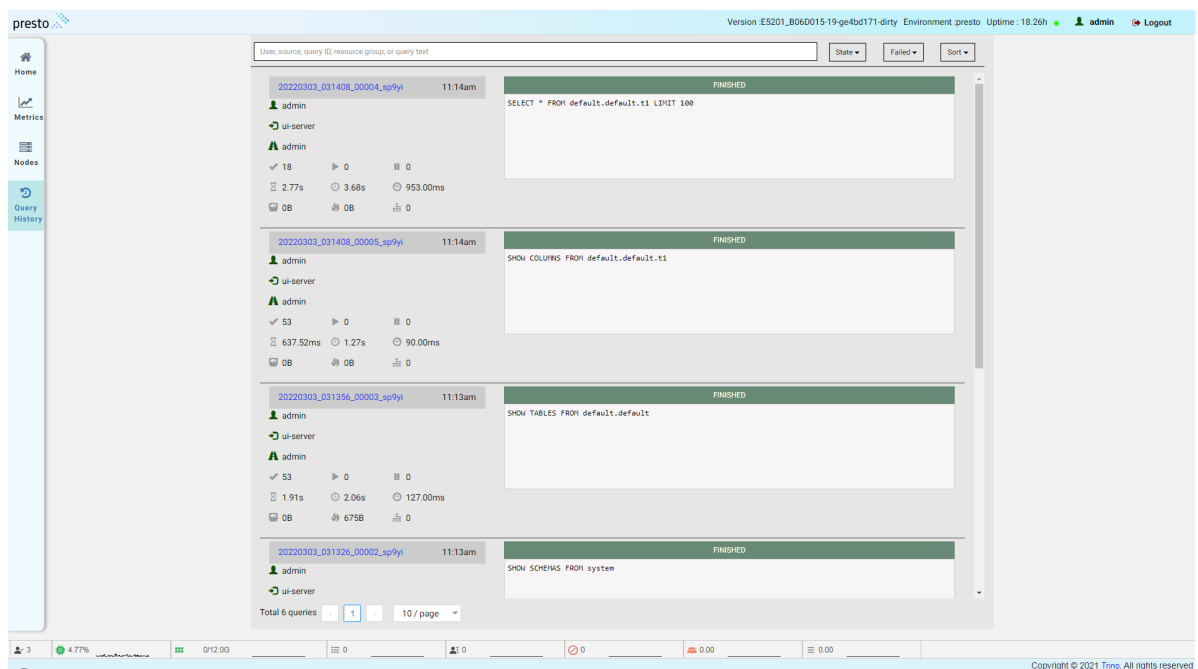 presto
Version :E5201_B06D015-19-ge4bd171-dirty Environment :presto Uptime : 18.26h admin Logout
Home
Metrics
Nodes
Query
History
User, source, query ID, resource group, or query text
State Failed Sort
20220303_031408_00004_sp9yi 11:14am FINISHED
admin SELECT * FROM default.default.t1 LIMIT 100
ui-server
admin
18 0 0
2.77s 3.68s 953.00ms
0B 0B 0
20220303_031408_00005_sp9yi 11:14am FINISHED
admin SHOW COLUMNS FROM default.default.t1
ui-server
admin
53 0 0
637.52ms 1.27s 90.00ms
0B 0B 0
20220303_031356_00003_sp9yi 11:13am FINISHED
admin SHOW TABLES FROM default.default
ui-server
admin
53 0 0
1.91s 2.06s 127.00ms
0B 675B 0
20220303_031326_00002_sp9yi 11:13am FINISHED
admin SHOW SCHEMAS FROM system
ui-server
Total 6 queries 1 10 / page
3 4.77% 0/12.0G 0 0 0 0.00 0.00
Copyright © 2021 Trino. All rights reserved